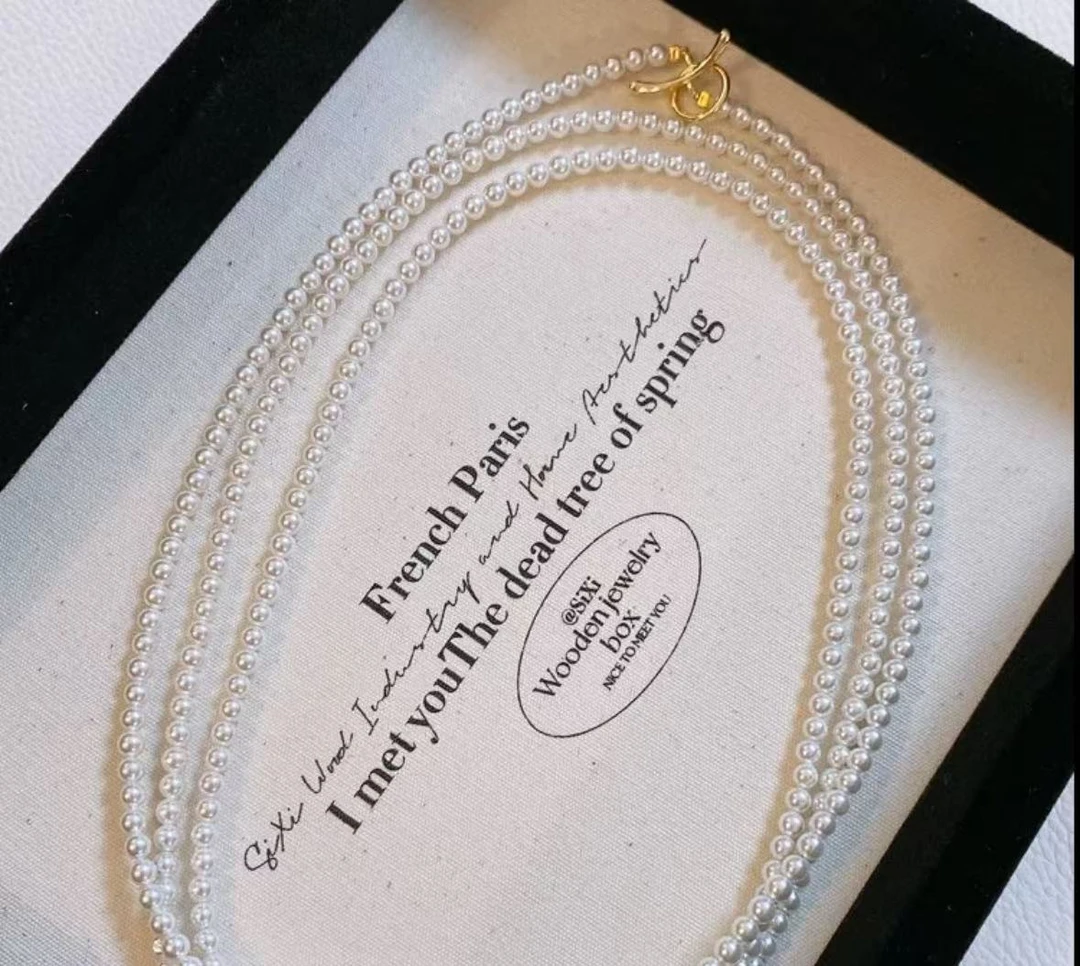 French Paris
SiXi Wood Industry and Home Aesthetics
I met youThe dead tree of spring
@SiXi
Wooden jewelry
box
NICE TO MEET YOU